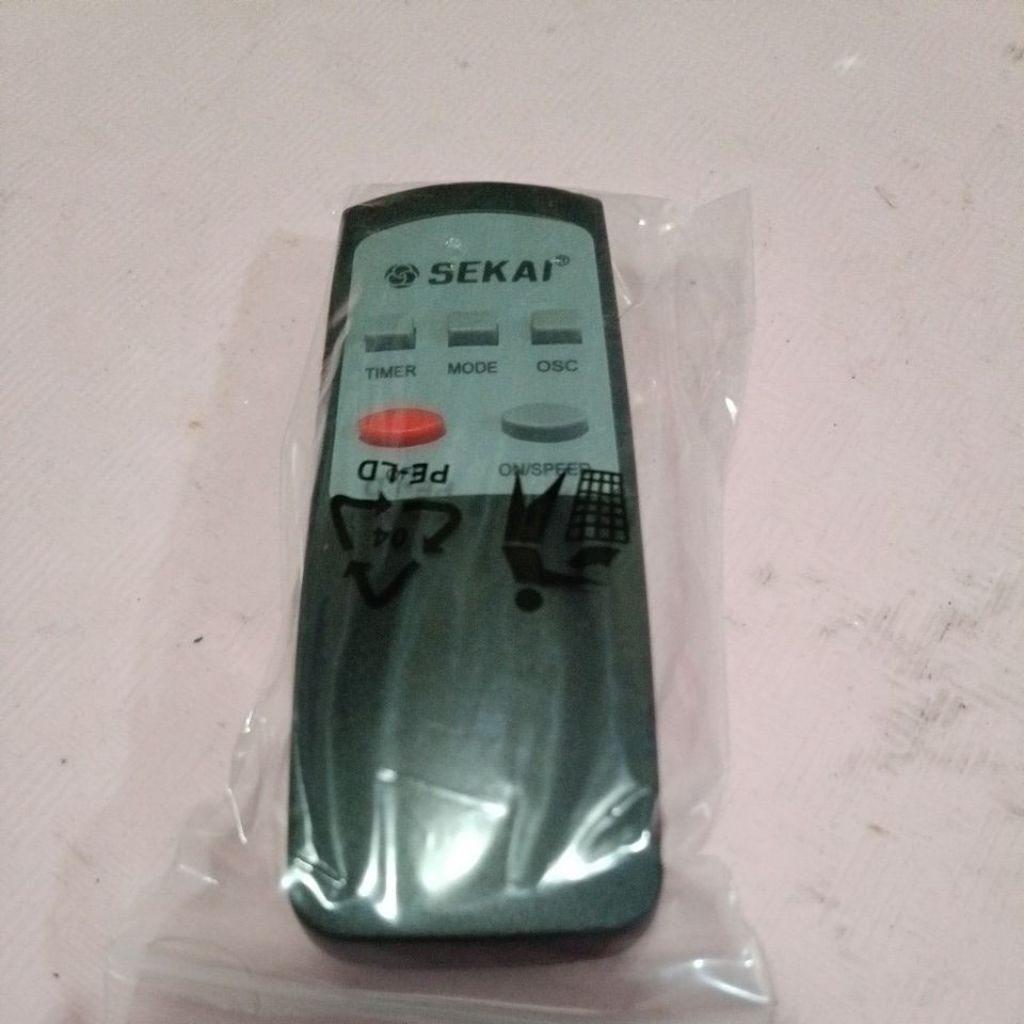 SEKAI®
TIMER MODE OSC
ON/SPEED
PE-LD
04